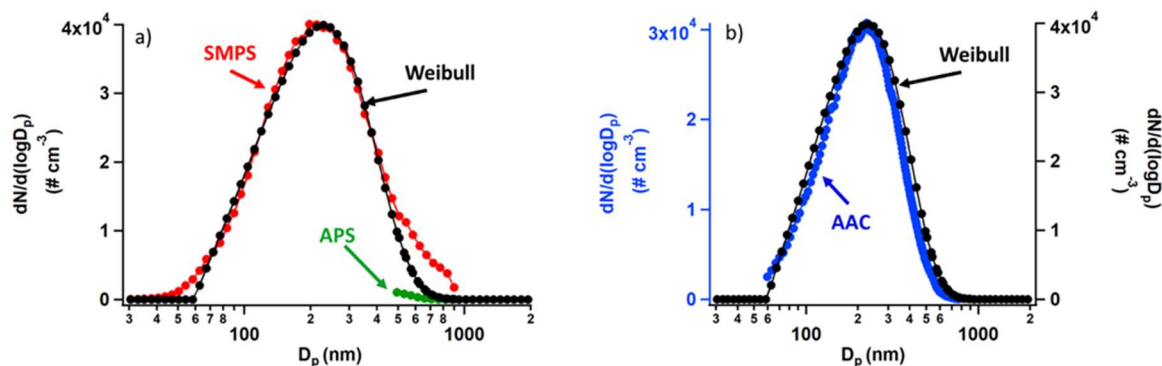 a)
SMPS
Weibull
APS
4x10⁴
3
2
1
0
dN/d(logDₚ)
(# cm⁻³)
3 4 5 6 7 8 100 2 3 4 5 6 7 8 1000 2
Dₚ (nm)
b)
Weibull
AAC
3x10⁴
2
1
0
dN/d(logDₚ)
(# cm⁻³)
4x10⁴
3
2
1
0
dN/d(logDₚ)
(# cm⁻³)
3 4 5 6 8 100 2 3 4 5 6 8 1000 2
Dₚ (nm)